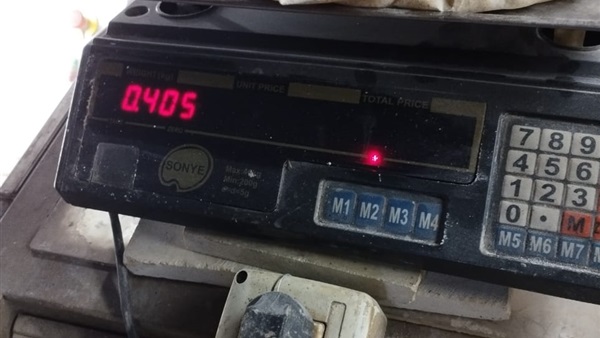 UNIT PRICE
TOTAL PRICE
0.405
ZERO
SONYE
M1 M2 M3 M4
7 8 9
4 5 6
1 2 3
0 . M
M5 M6 M7